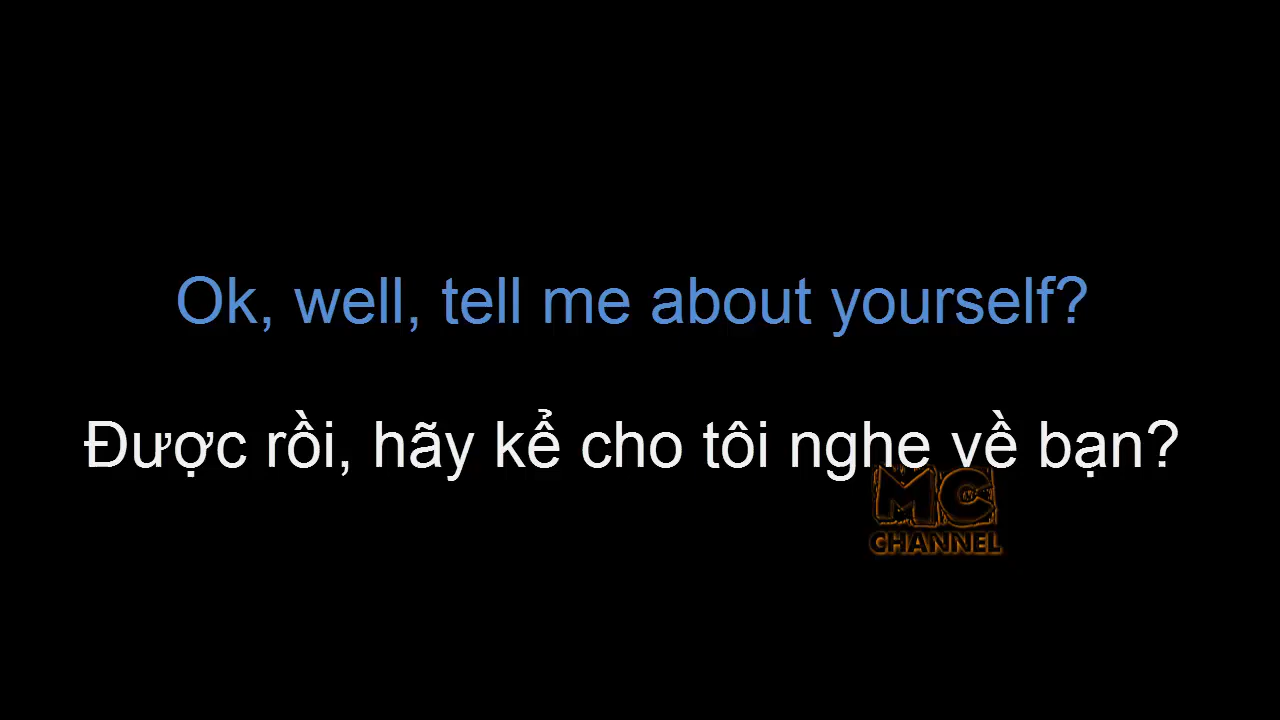 Ok, well, tell me about yourself?
Được rồi, hãy kể cho tôi nghe về bạn?
MC
CHANNEL